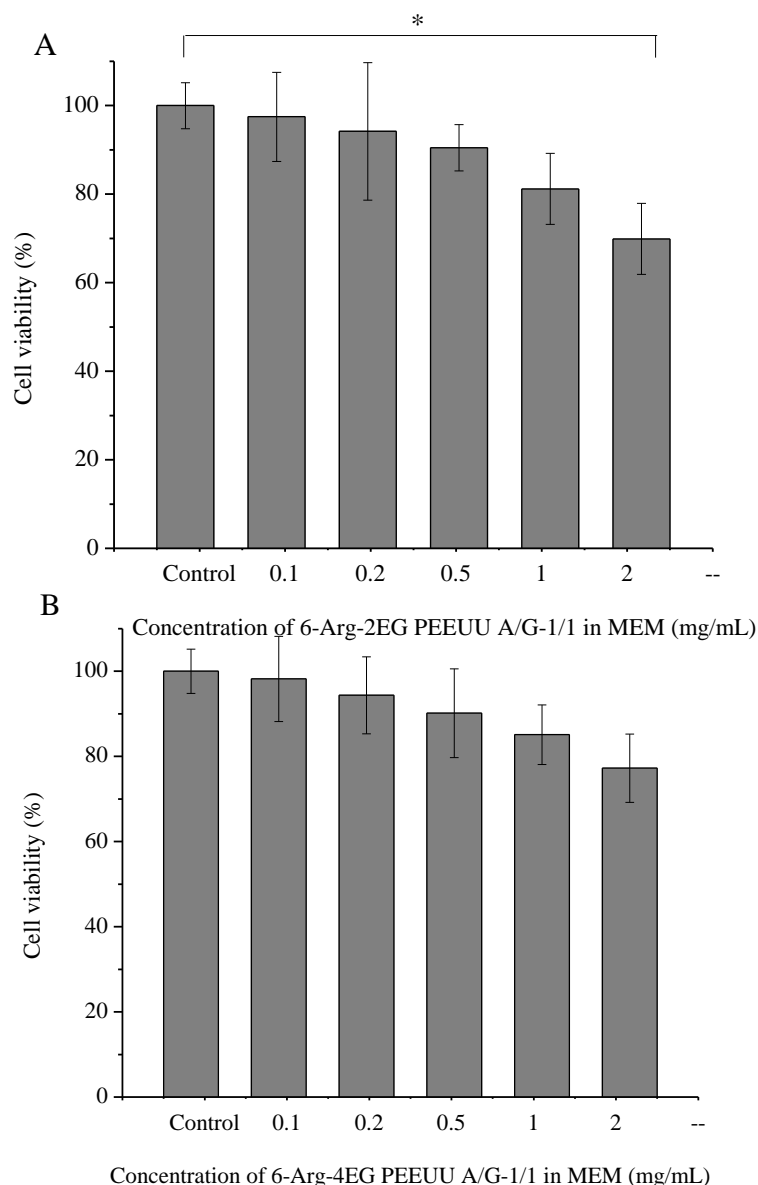 *
A
100
80
60
40
20
0
Cell viability (%)
Control 0.1 0.2 0.5 1 2 --
Concentration of 6-Arg-2EG PEEUU A/G-1/1 in MEM (mg/mL)
B
100
80
60
40
20
0
Cell viability (%)
Control 0.1 0.2 0.5 1 2 --
Concentration of 6-Arg-4EG PEEUU A/G-1/1 in MEM (mg/mL)